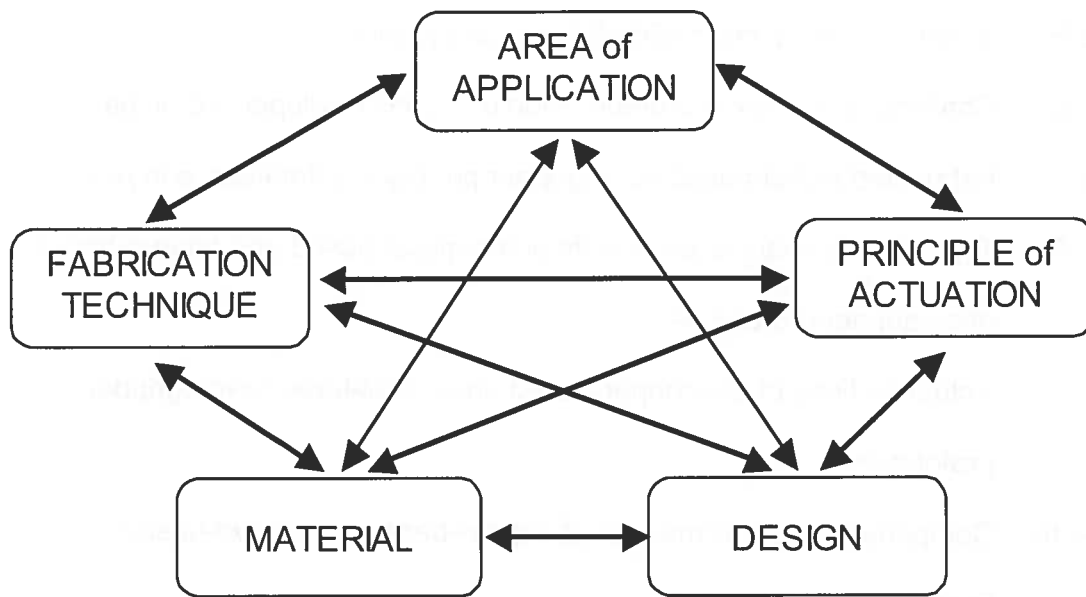 AREA of
APPLICATION
FABRICATION
TECHNIQUE
PRINCIPLE of
ACTUATION
MATERIAL
DESIGN